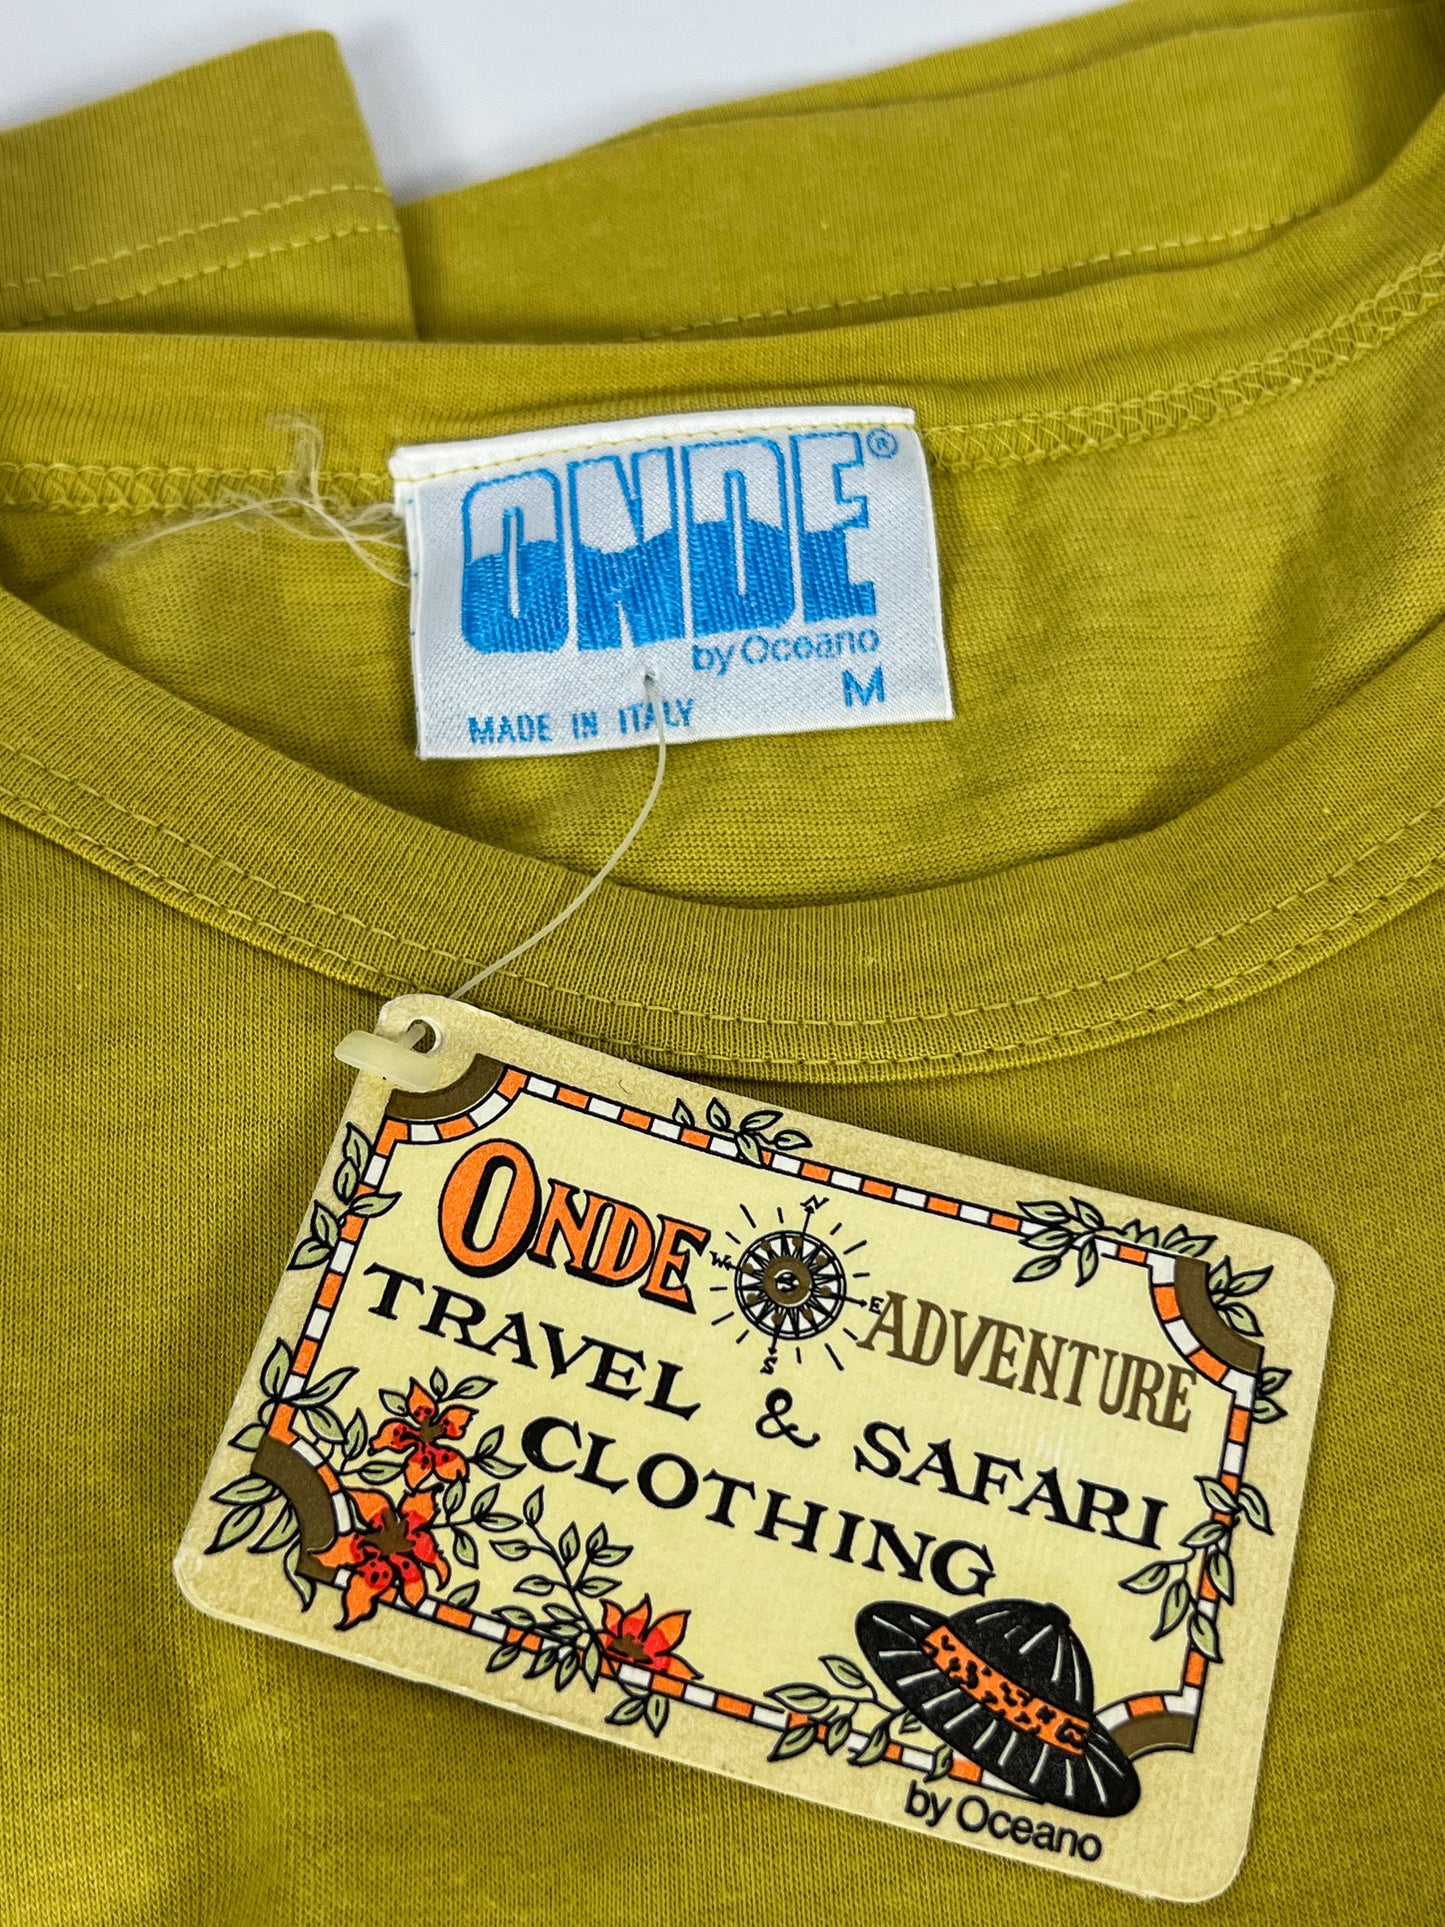 ONDE®
by Oceano
M
MADE IN ITALY
ONDE ADVENTURE
N
W E
S
TRAVEL & SAFARI
CLOTHING
by Oceano